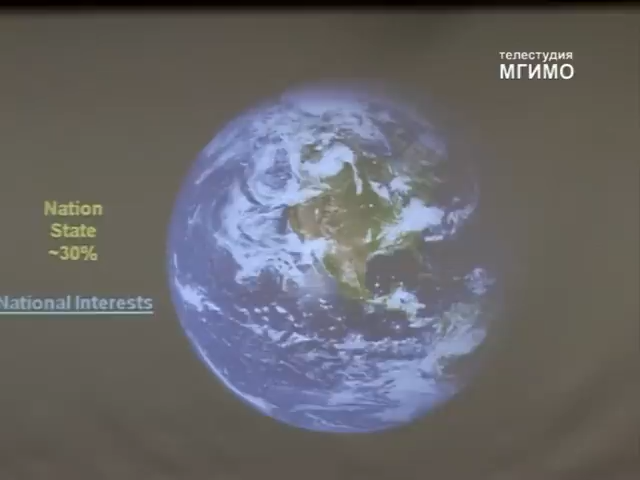 телестудия
МГИМО
Nation
State
~30%
National Interests